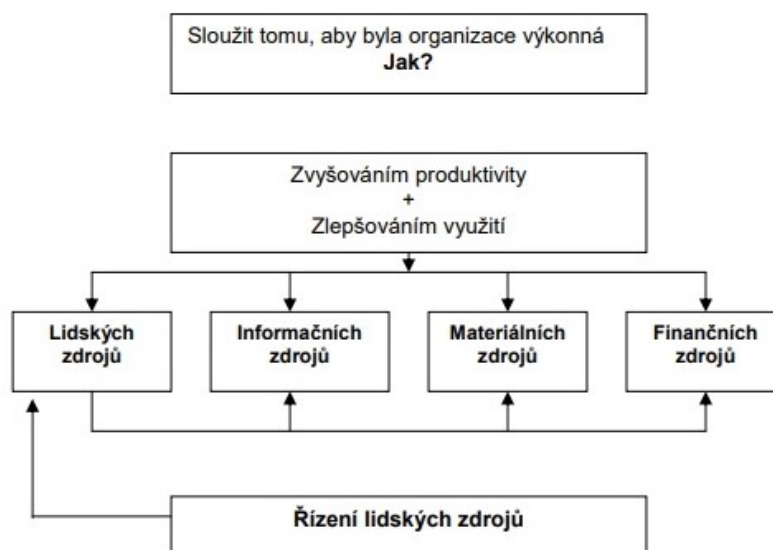 Sloužit tomu, aby byla organizace výkonná
Jak?
Zvyšováním produktivity
+
Zlepšováním využití
Lidských
zdrojů
Informačních
zdrojů
Materiálních
zdrojů
Finančních
zdrojů
Řízení lidských zdrojů